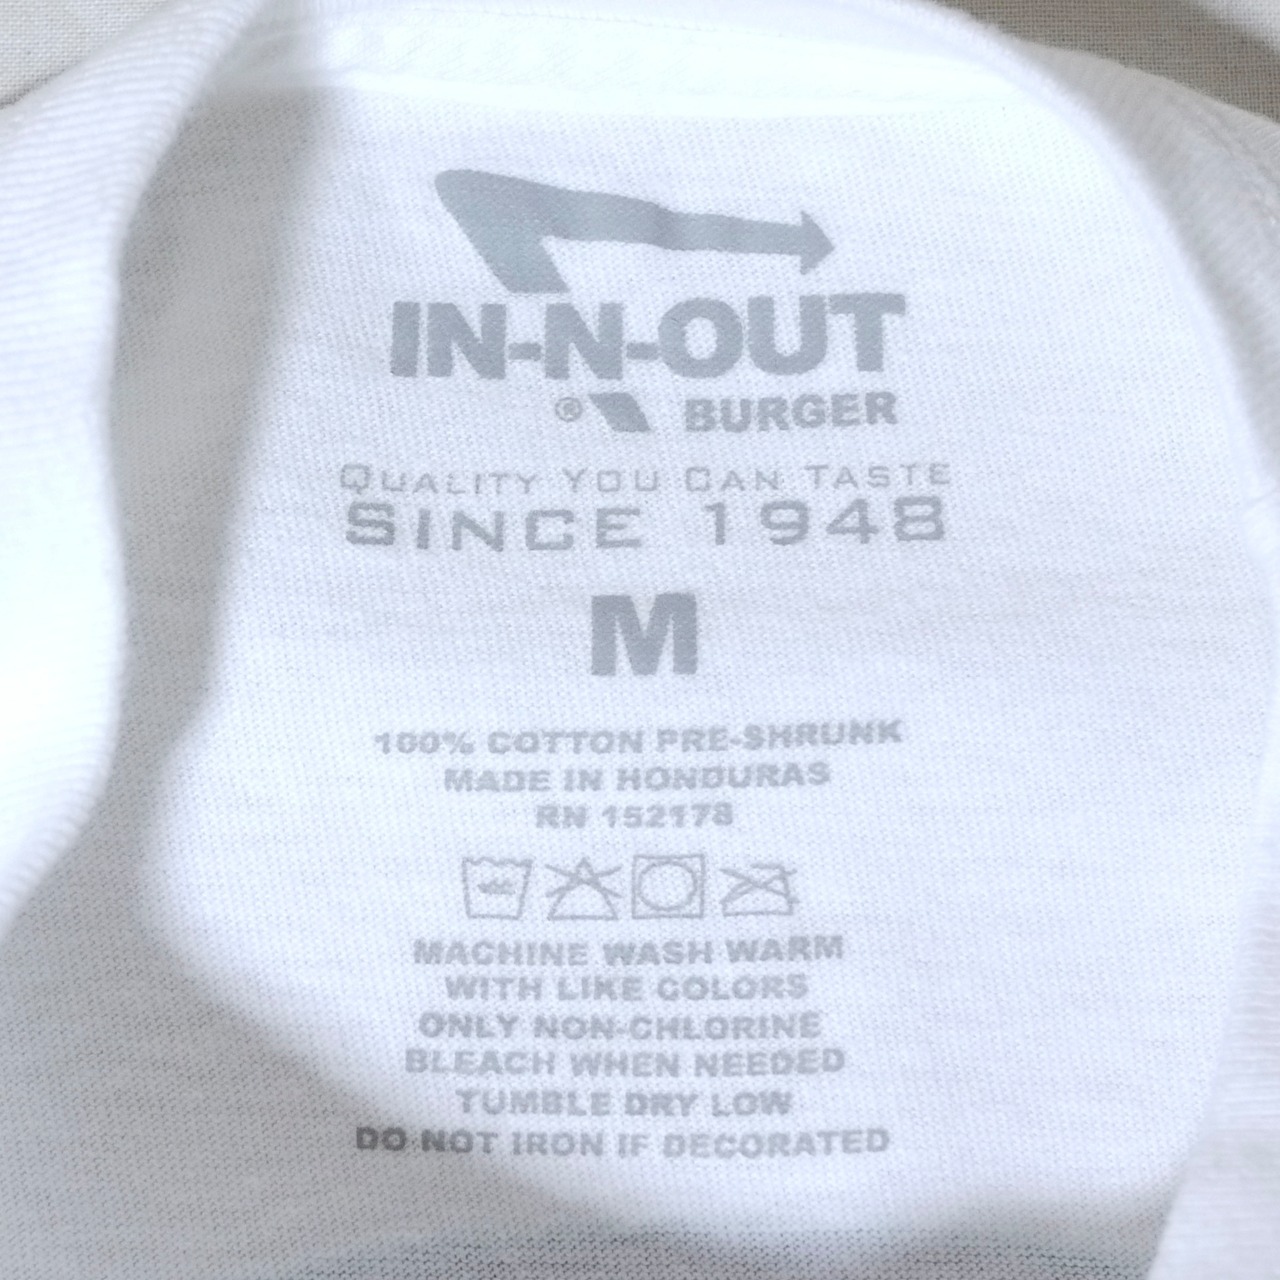 IN-N-OUT
® BURGER
QUALITY YOU CAN TASTE
SINCE 1948
M
100% COTTON PRE-SHRUNK
MADE IN HONDURAS
RN 152178
MACHINE WASH WARM
WITH LIKE COLORS
ONLY NON-CHLORINE
BLEACH WHEN NEEDED
TUMBLE DRY LOW
DO NOT IRON IF DECORATED